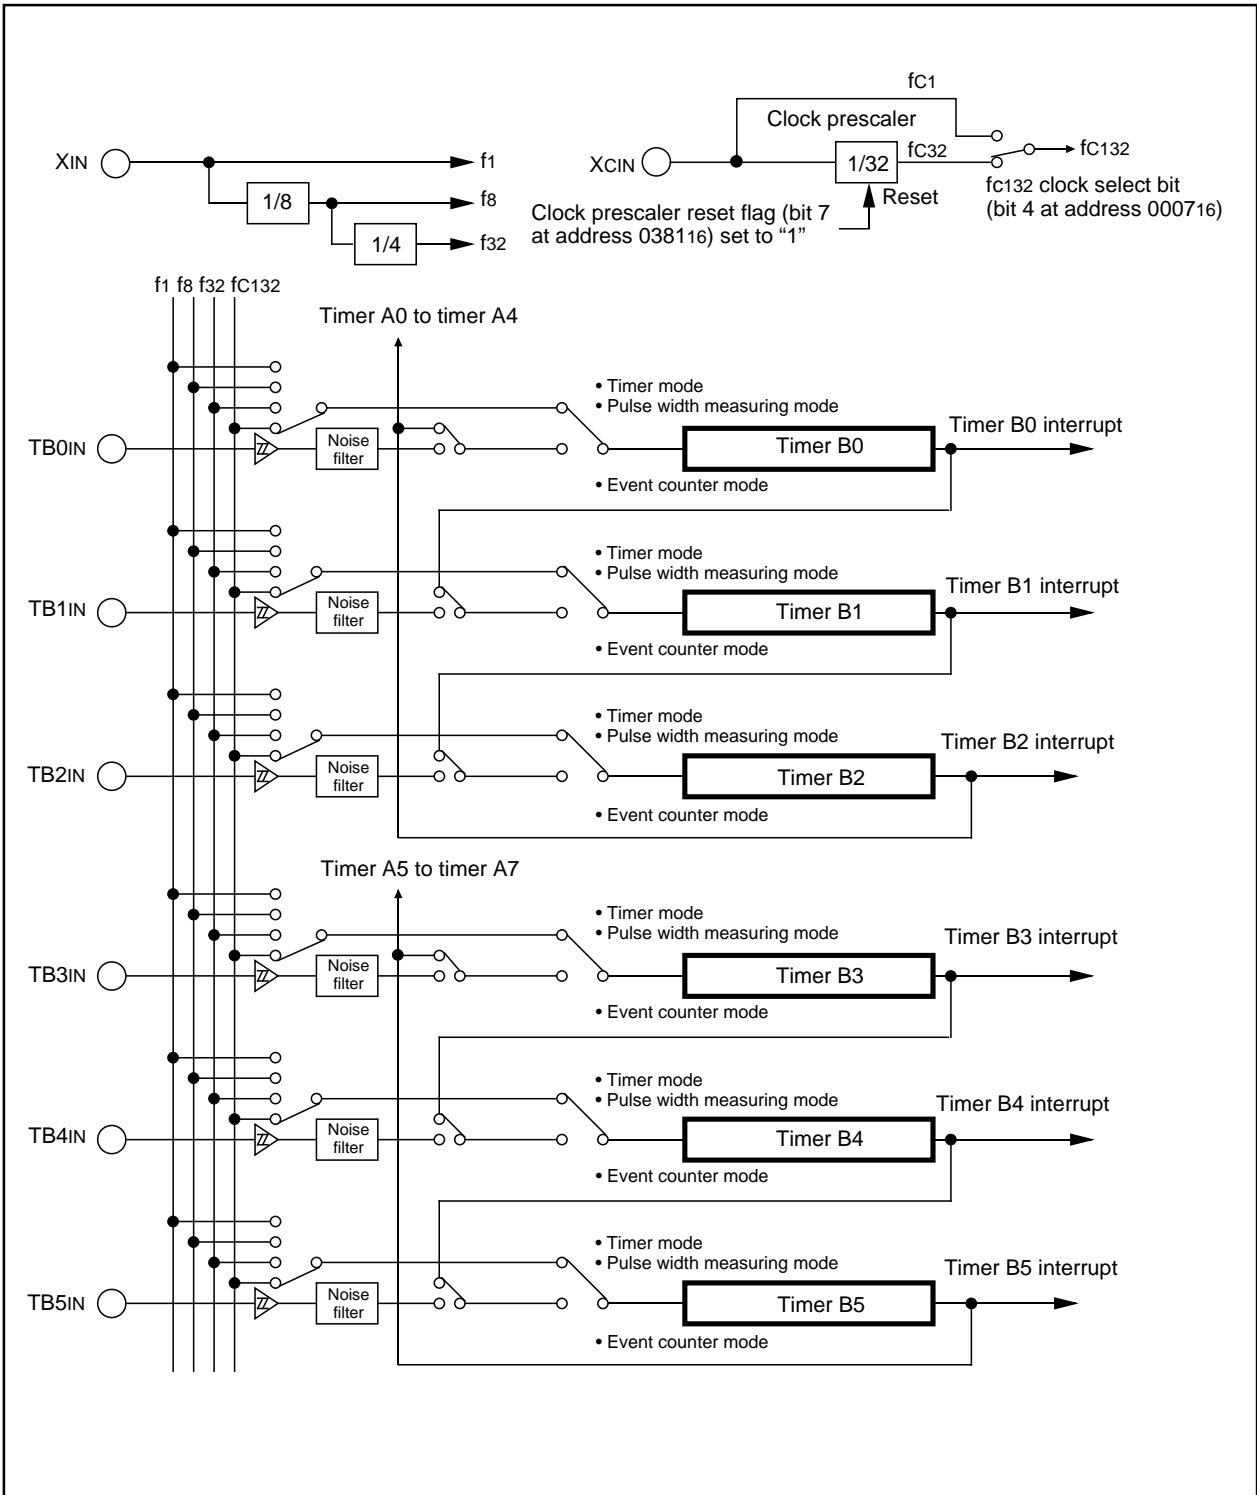 fC1
Clock prescaler
XIN
f1
XCIN
1/32
fC32
fC132
1/8
f8
Reset
fC132 clock select bit
(bit 4 at address 000716)
Clock prescaler reset flag (bit 7
at address 038116) set to “1”
1/4
f32
f1 f8 f32 fC132
Timer A0 to timer A4
• Timer mode
• Pulse width measuring mode
TB0IN
Noise
filter
Timer B0
Timer B0 interrupt
• Event counter mode
• Timer mode
• Pulse width measuring mode
TB1IN
Noise
filter
Timer B1
Timer B1 interrupt
• Event counter mode
• Timer mode
• Pulse width measuring mode
TB2IN
Noise
filter
Timer B2
Timer B2 interrupt
• Event counter mode
Timer A5 to timer A7
• Timer mode
• Pulse width measuring mode
TB3IN
Noise
filter
Timer B3
Timer B3 interrupt
• Event counter mode
• Timer mode
• Pulse width measuring mode
TB4IN
Noise
filter
Timer B4
Timer B4 interrupt
• Event counter mode
• Timer mode
• Pulse width measuring mode
TB5IN
Noise
filter
Timer B5
Timer B5 interrupt
• Event counter mode